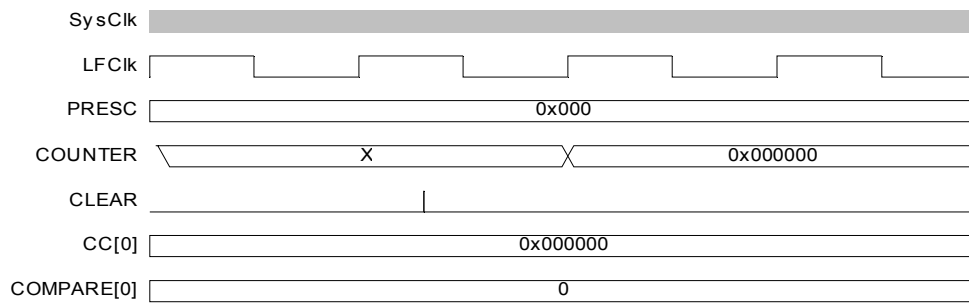 SysClk
LFClk
PRESC 0x000
COUNTER X 0x000000
CLEAR
CC[0] 0x000000
COMPARE[0] 0